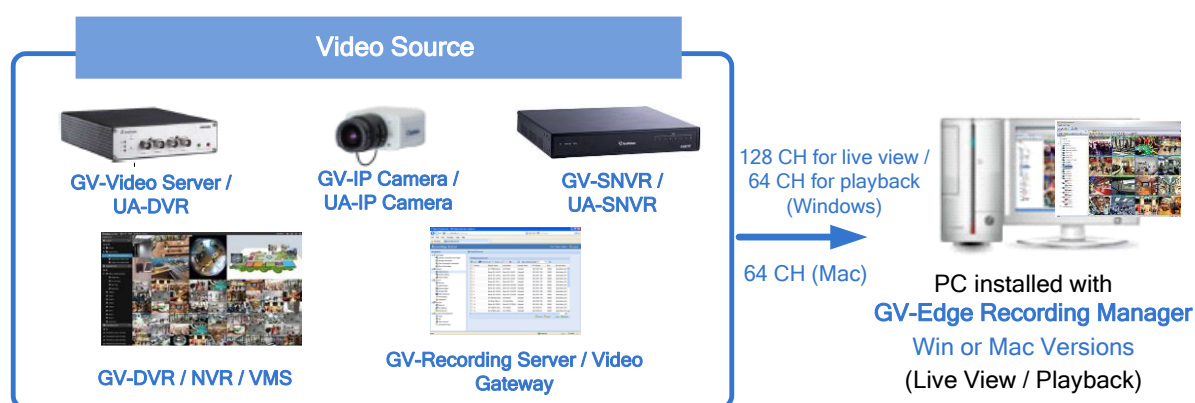 Video Source
GV-Video Server /
UA-DVR
GV-IP Camera /
UA-IP Camera
GV-SNVR /
UA-SNVR
GV-DVR / NVR / VMS
GV-Recording Server / Video
Gateway
128 CH for live view /
64 CH for playback
(Windows)
64 CH (Mac)
PC installed with
GV-Edge Recording Manager
Win or Mac Versions
(Live View / Playback)